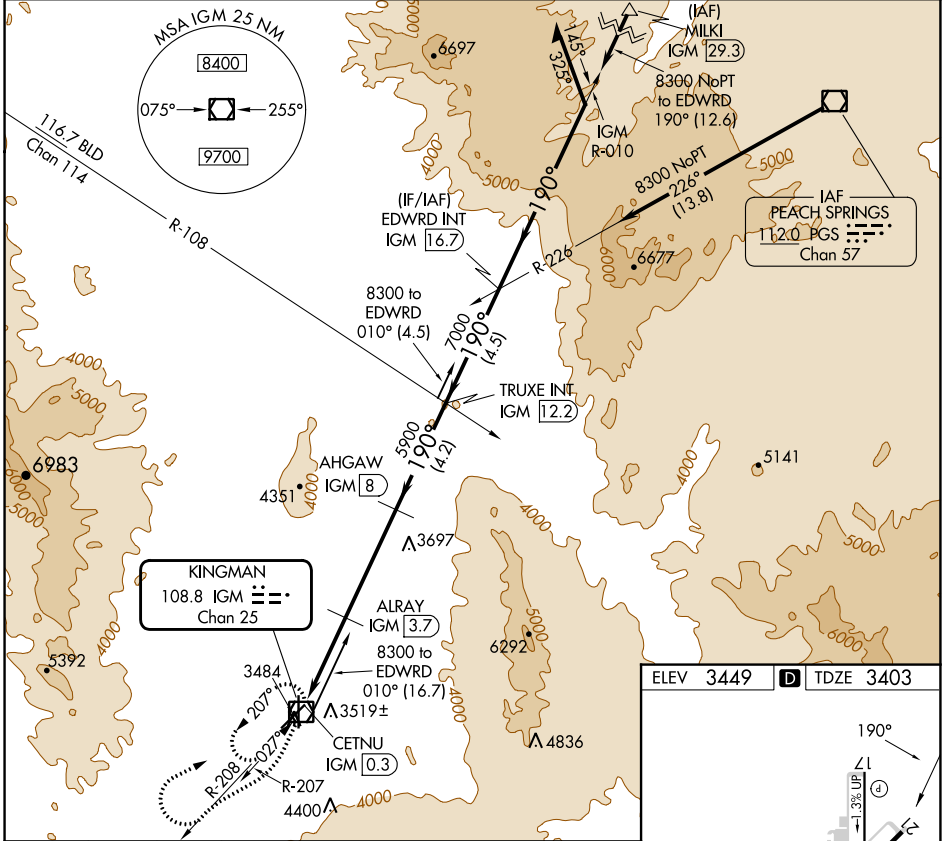 MSA IGM 25 NM
8400
075°
255°
9700
6697
145°
325°
(IAF)
MILKI
IGM 29.3
8300 NoPT
to EDWRD
190° (12.6)
IGM
R-010
4000
5000
116.7 BLD
Chan 114
R-108
(IF/IAF)
EDWRD INT
IGM 16.7
190°
8300 NoPT
226°
(13.8)
5000
IAF
PEACH SPRINGS
112.0 PGS
Chan 57
R-226
6677
6000
8300 to
EDWRD
010° (4.5)
7000
190°
(4.5)
4000
5000
TRUXE INT
IGM 12.2
5900
190°
(4.2)
6983
6000
5000
4351
4000
AHGAW
IGM 8
5141
4000
4000
3697
5000
KINGMAN
108.8 IGM
Chan 25
ALRAY
IGM 3.7
8300 to
EDWRD
010° (16.7)
5000
6292
6000
4000
5392
4000
3484
207°
027°
3519±
CETNU
IGM 0.3
4836
R-208
R-207
4400
4000
ELEV 3449
D
TDZE 3403
190°
17
1.3% UP
P
21